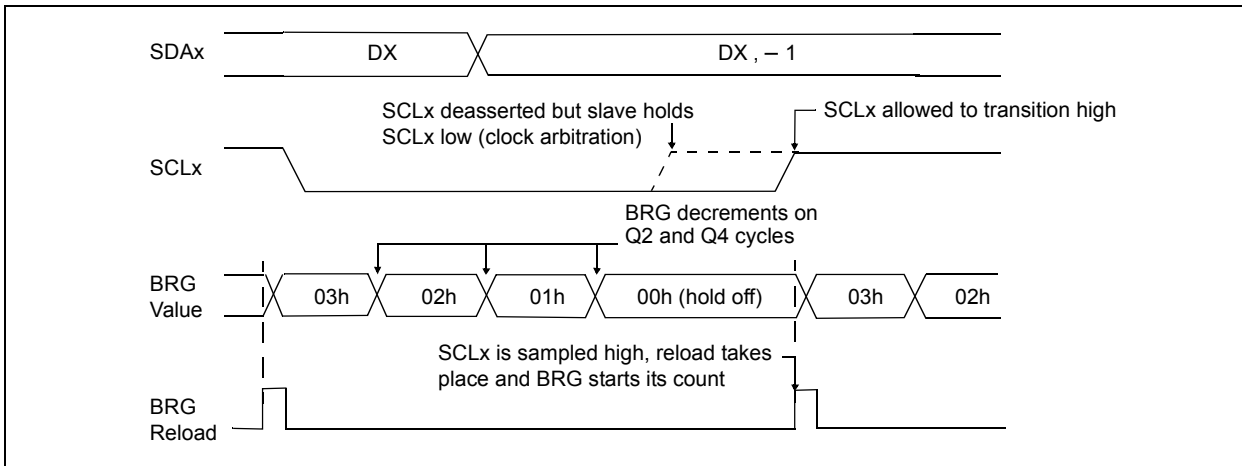 SDAx
DX
DX , – 1
SCLx deasserted but slave holds
SCLx low (clock arbitration)
SCLx allowed to transition high
SCLx
BRG decrements on
Q2 and Q4 cycles
BRG
Value
03h
02h
01h
00h (hold off)
03h
02h
SCLx is sampled high, reload takes
place and BRG starts its count
BRG
Reload